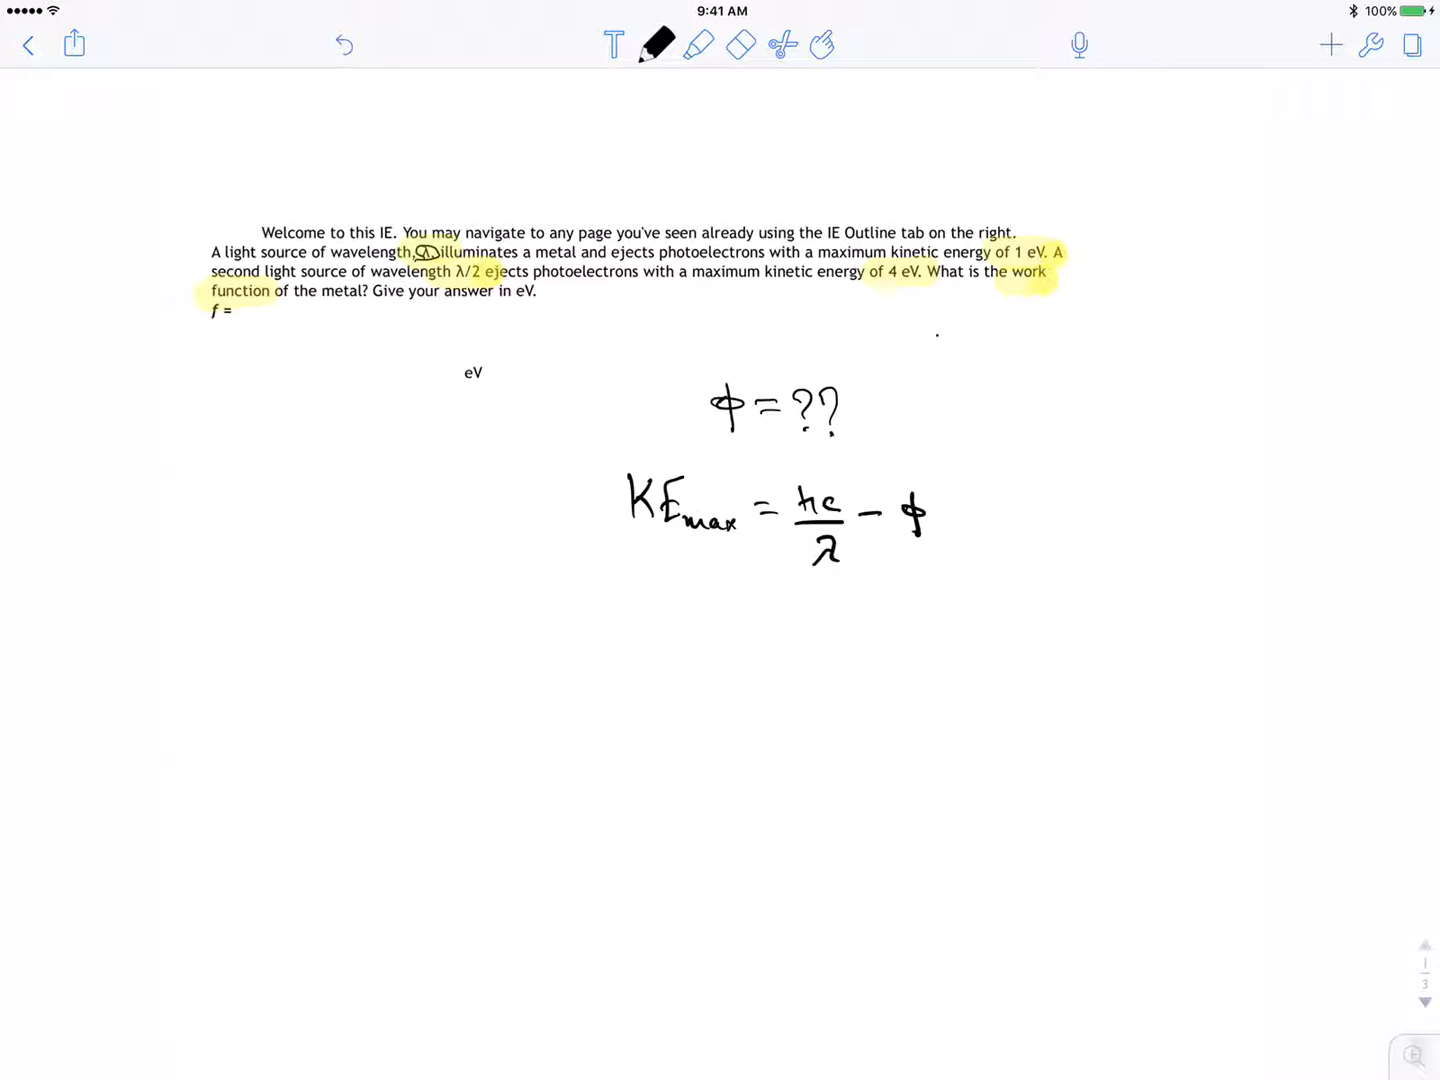 9:41 AM
100%
T
Welcome to this IE. You may navigate to any page you've seen already using the IE Outline tab on the right.
A light source of wavelength, λ illuminates a metal and ejects photoelectrons with a maximum kinetic energy of 1 eV. A
second light source of wavelength λ/2 ejects photoelectrons with a maximum kinetic energy of 4 eV. What is the work
function of the metal? Give your answer in eV.
f =
eV
ϕ = ??
KEmax = hc/λ - ϕ
1
3